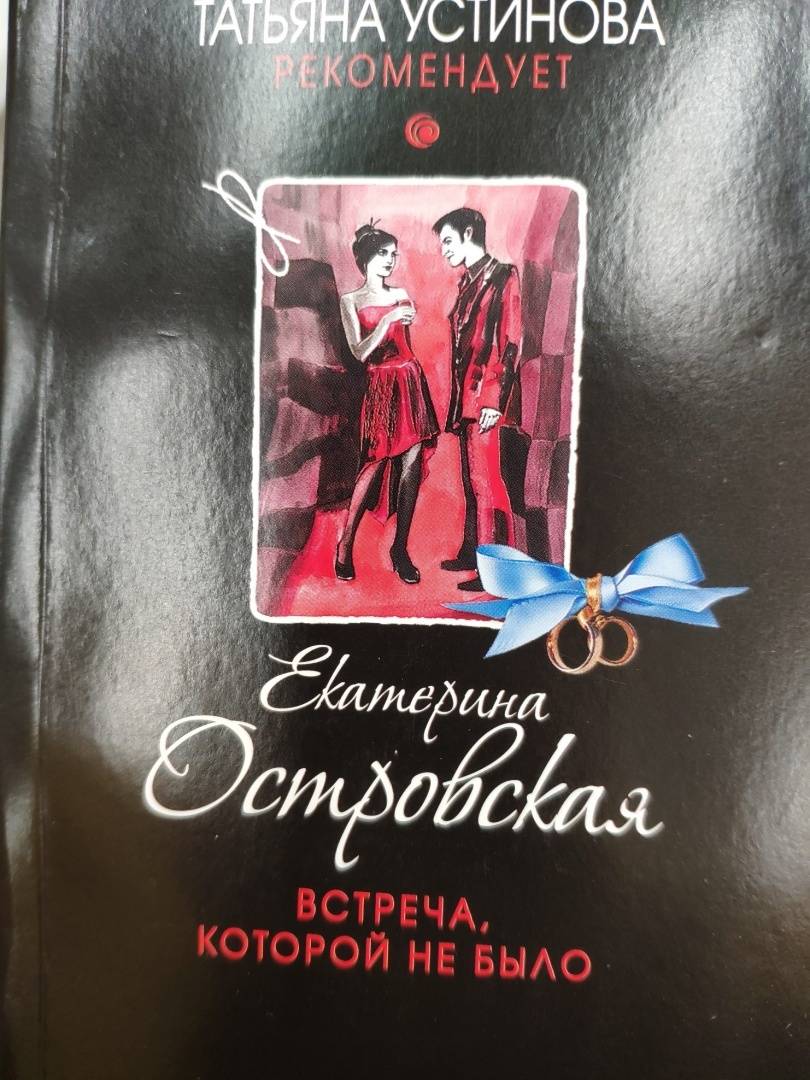 ТАТЬЯНА УСТИНОВА
РЕКОМЕНДУЕТ
Екатерина
Островская
ВСТРЕЧА,
КОТОРОЙ НЕ БЫЛО